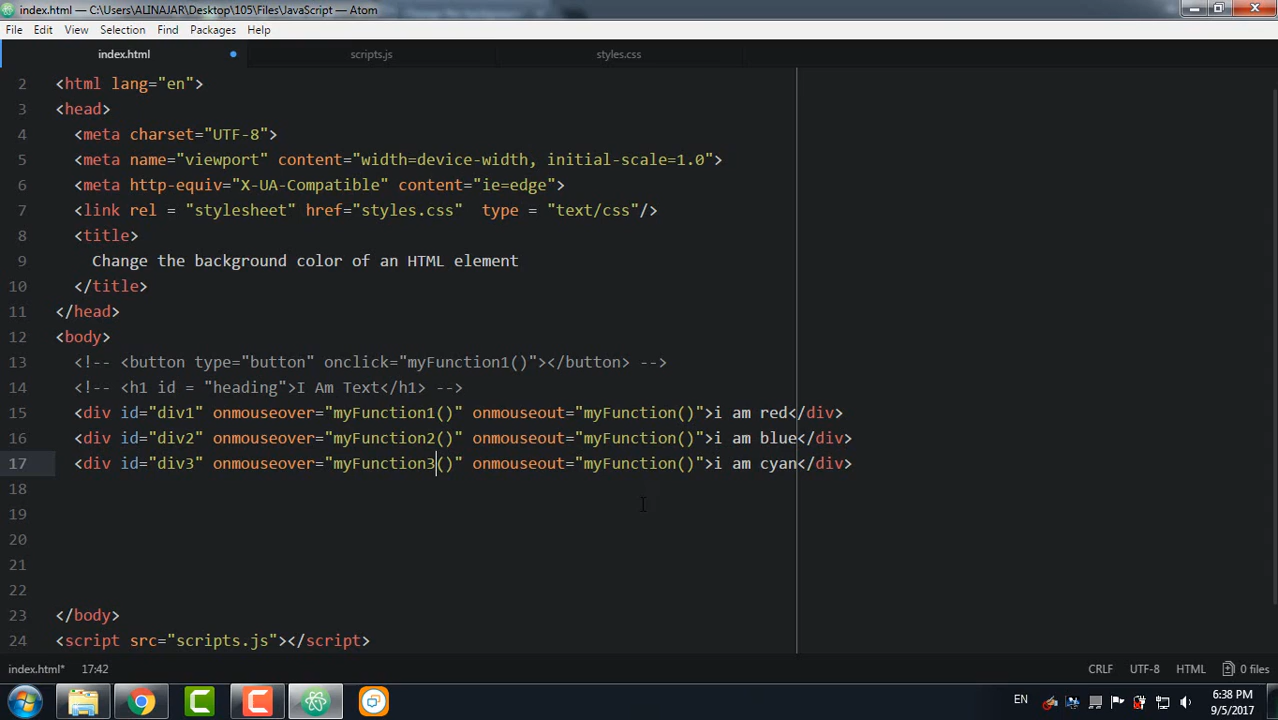 index.html — C:\Users\ALINAJAR\Desktop\105\Files\JavaScript — Atom
File Edit View Selection Find Packages Help
index.html scripts.js styles.css
2 <html lang="en">
3 <head>
4 <meta charset="UTF-8">
5 <meta name="viewport" content="width=device-width, initial-scale=1.0">
6 <meta http-equiv="X-UA-Compatible" content="ie=edge">
7 <link rel = "stylesheet" href="styles.css"  type = "text/css"/>
8 <title>
9 Change the background color of an HTML element
10 </title>
11 </head>
12 <body>
13 <!-- <button type="button" onclick="myFunction1()"></button> -->
14 <!-- <h1 id = "heading">I Am Text</h1> -->
15 <div id="div1" onmouseover="myFunction1()" onmouseout="myFunction()">i am red</div>
16 <div id="div2" onmouseover="myFunction2()" onmouseout="myFunction()">i am blue</div>
17 <div id="div3" onmouseover="myFunction3()" onmouseout="myFunction()">i am cyan</div>
18
19
20
21
22
23 </body>
24 <script src="scripts.js"></script>
index.html* 17:42 CRLF UTF-8 HTML 0 files
EN 6:38 PM
9/5/2017